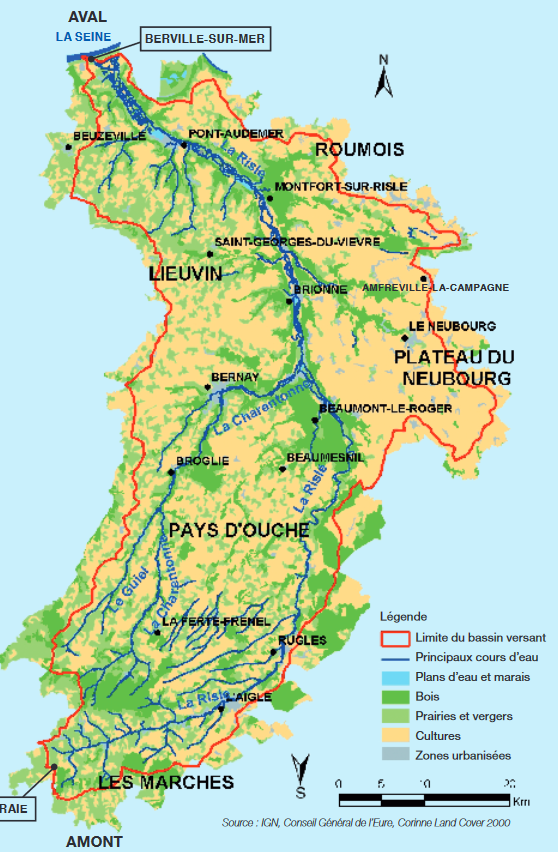 AVAL
LA SEINE
BERVILLE-SUR-MER
N
BEUZEVILLE
PONT-AUDEMER
La Risle
ROUMOIS
MONTFORT-SUR-RISLE
SAINT-GEORGES-DU-VIEVRE
LIEUVIN
AMFREVILLE-LA-CAMPAGNE
BRIONNE
LE NEUBOURG
PLATEAU DU
NEUBOURG
BERNAY
La Charentonne
BEAUMONT-LE-ROGER
BROGLIE
BEAUMESNIL
La Risle
PAYS D'OUCHE
Le Guiel
La Charentonne
LA FERTE-FRENEL
RUGLES
La Risle
L'AIGLE
LES MARCHES
RAIE
AMONT
Légende
Limite du bassin versant
Principaux cours d'eau
Plans d'eau et marais
Bois
Prairies et vergers
Cultures
Zones urbanisées
S
0 5 10 20
Km
Source : IGN, Conseil Général de l'Eure, Corinne Land Cover 2000